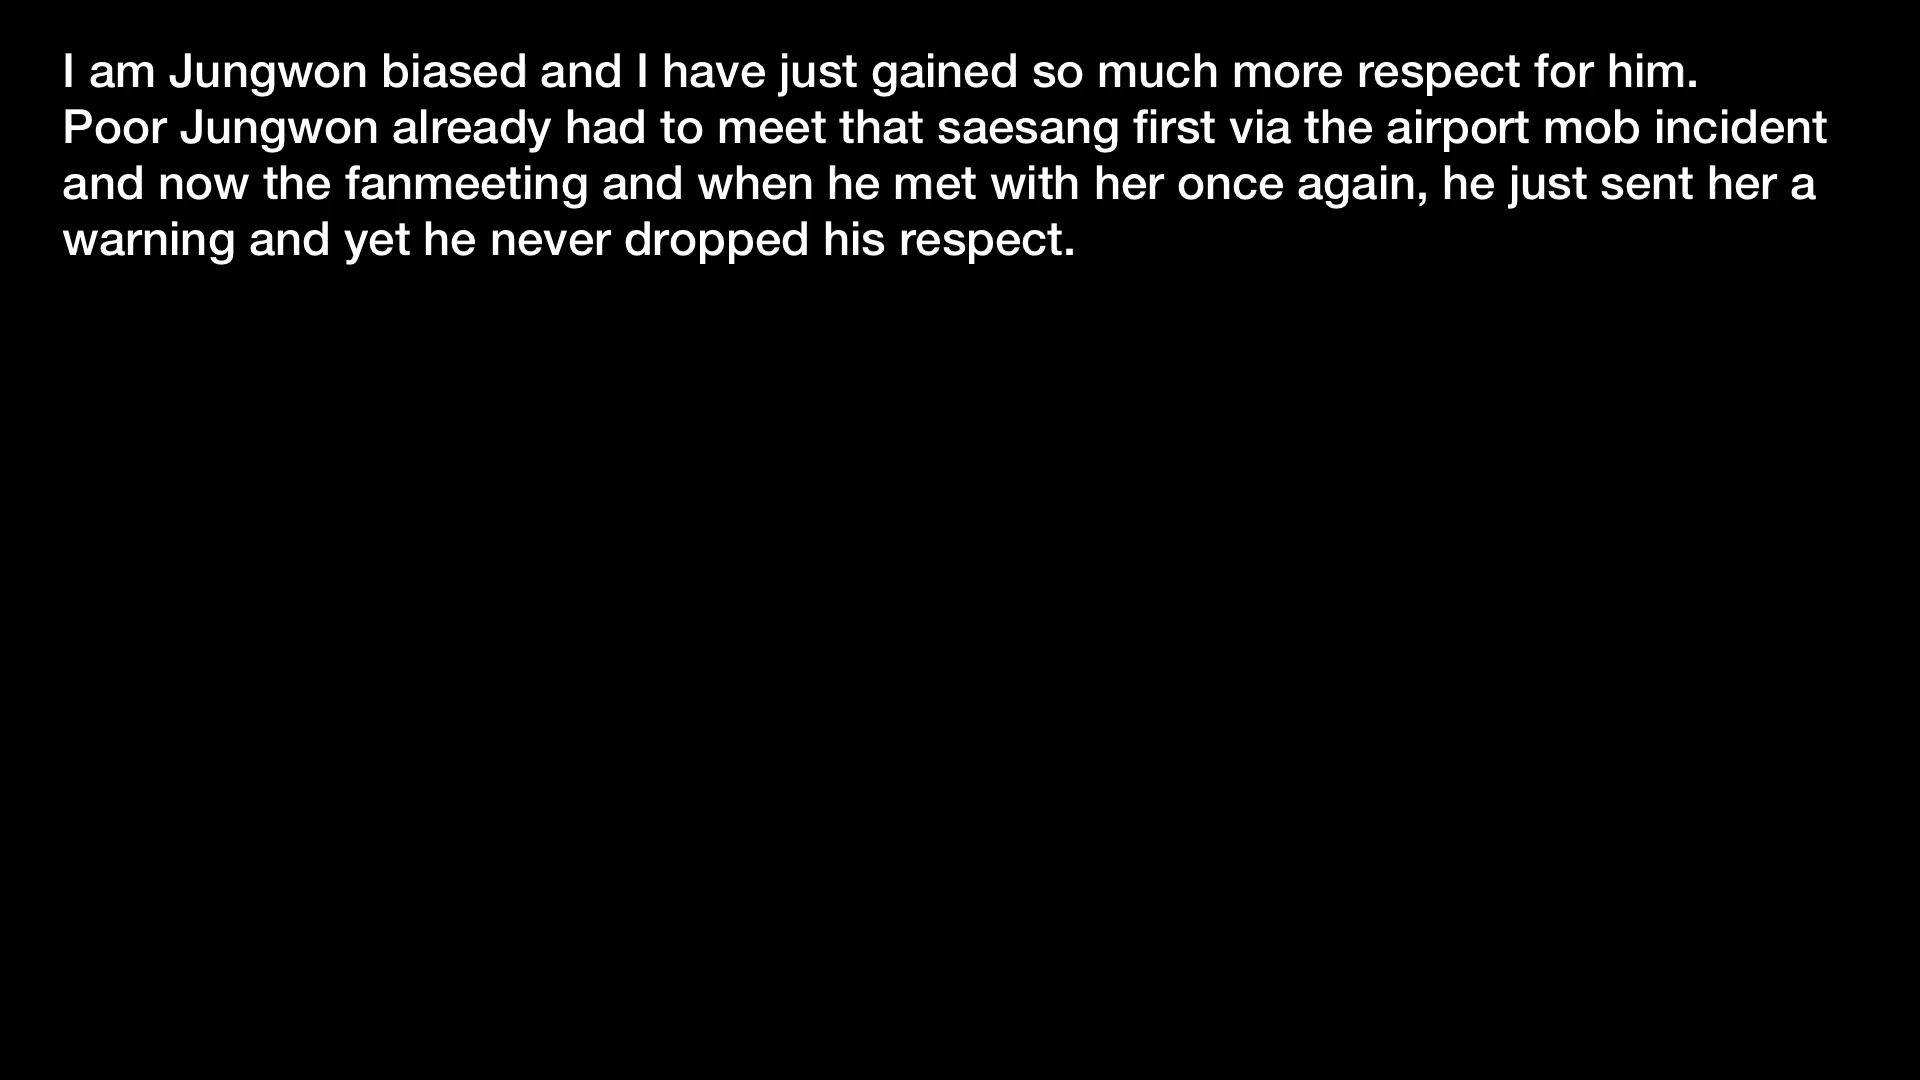 I am Jungwon biased and I have just gained so much more respect for him.
Poor Jungwon already had to meet that saesang first via the airport mob incident
and now the fanmeeting and when he met with her once again, he just sent her a
warning and yet he never dropped his respect.